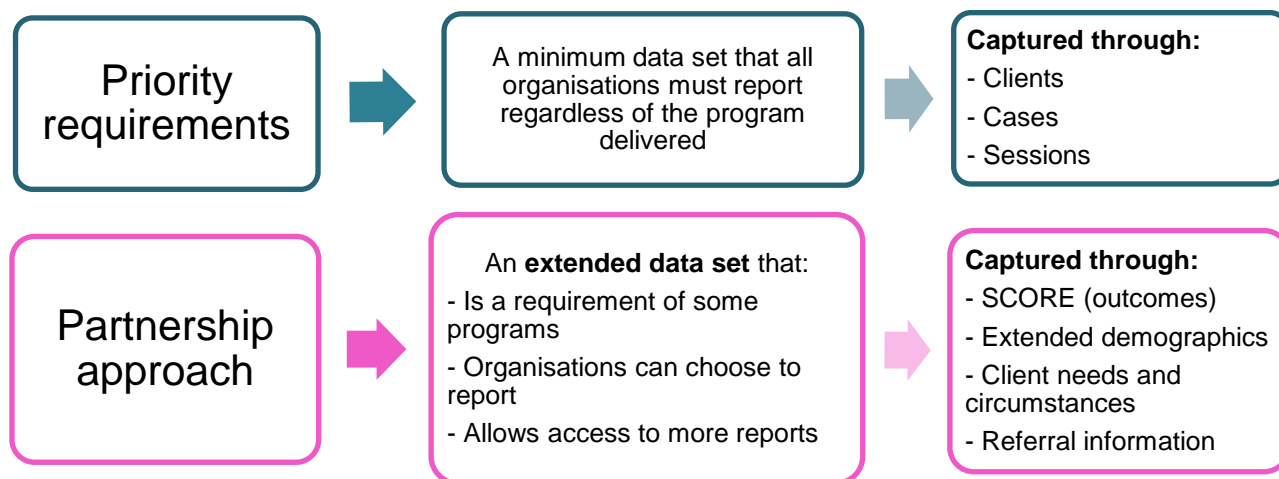 Priority
requirements
A minimum data set that all
organisations must report
regardless of the program
delivered
Captured through:
- Clients
- Cases
- Sessions
Partnership
approach
An extended data set that:
- Is a requirement of some
programs
- Organisations can choose to
report
- Allows access to more reports
Captured through:
- SCORE (outcomes)
- Extended demographics
- Client needs and
circumstances
- Referral information